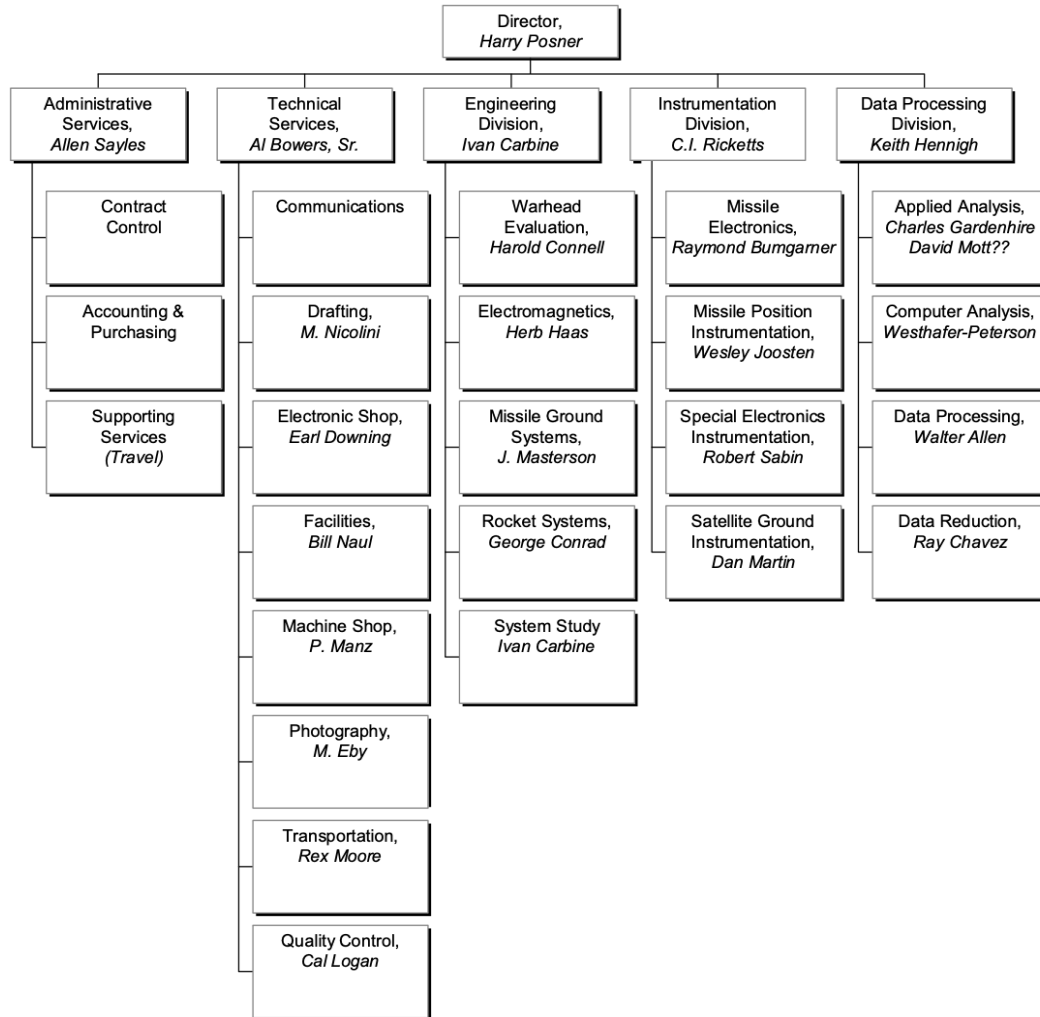 Director,
Harry Posner
Administrative
Services,
Allen Sayles
Contract
Control
Accounting &
Purchasing
Supporting
Services
(Travel)
Technical
Services,
Al Bowers, Sr.
Communications
Drafting,
M. Nicolini
Electronic Shop,
Earl Downing
Facilities,
Bill Naul
Machine Shop,
P. Manz
Photography,
M. Eby
Transportation,
Rex Moore
Quality Control,
Cal Logan
Engineering
Division,
Ivan Carbine
Warhead
Evaluation,
Harold Connell
Electromagnetics,
Herb Haas
Missile Ground
Systems,
J. Masterson
Rocket Systems,
George Conrad
System Study
Ivan Carbine
Instrumentation
Division,
C.I. Ricketts
Missile
Electronics,
Raymond Bumgarner
Missile Position
Instrumentation,
Wesley Joosten
Special Electronics
Instrumentation,
Robert Sabin
Satellite Ground
Instrumentation,
Dan Martin
Data Processing
Division,
Keith Hennigh
Applied Analysis,
Charles Gardenhire
David Mott??
Computer Analysis,
Westhafer-Peterson
Data Processing,
Walter Allen
Data Reduction,
Ray Chavez